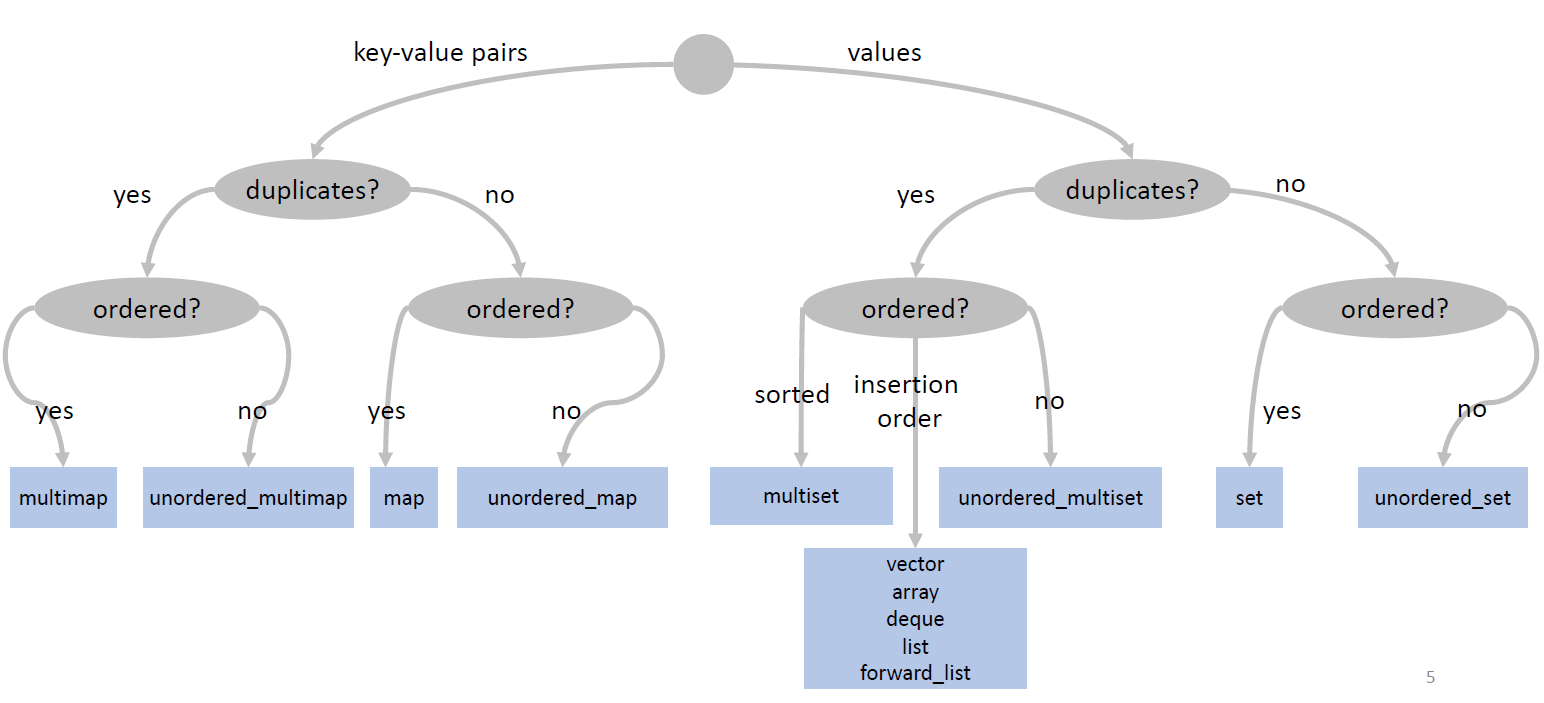 key-value pairs
values
duplicates?
duplicates?
yes
no
yes
no
ordered?
ordered?
ordered?
ordered?
yes
no
yes
no
sorted
insertion
order
no
yes
no
multimap
unordered_multimap
map
unordered_map
multiset
unordered_multiset
set
unordered_set
vector
array
deque
list
forward_list
5